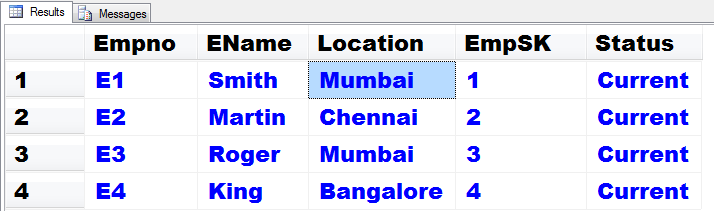 Results Messages
Empno EName Location EmpSK Status
1 E1 Smith Mumbai 1 Current
2 E2 Martin Chennai 2 Current
3 E3 Roger Mumbai 3 Current
4 E4 King Bangalore 4 Current